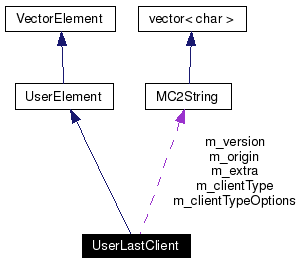 VectorElement
vector< char >
UserElement
MC2String
m_version
m_origin
m_extra
m_clientType
m_clientTypeOptions
UserLastClient